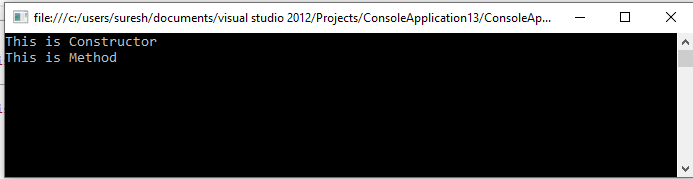 file:///c:/users/suresh/documents/visual studio 2012/Projects/ConsoleApplication13/ConsoleAp...
This is Constructor
This is Method